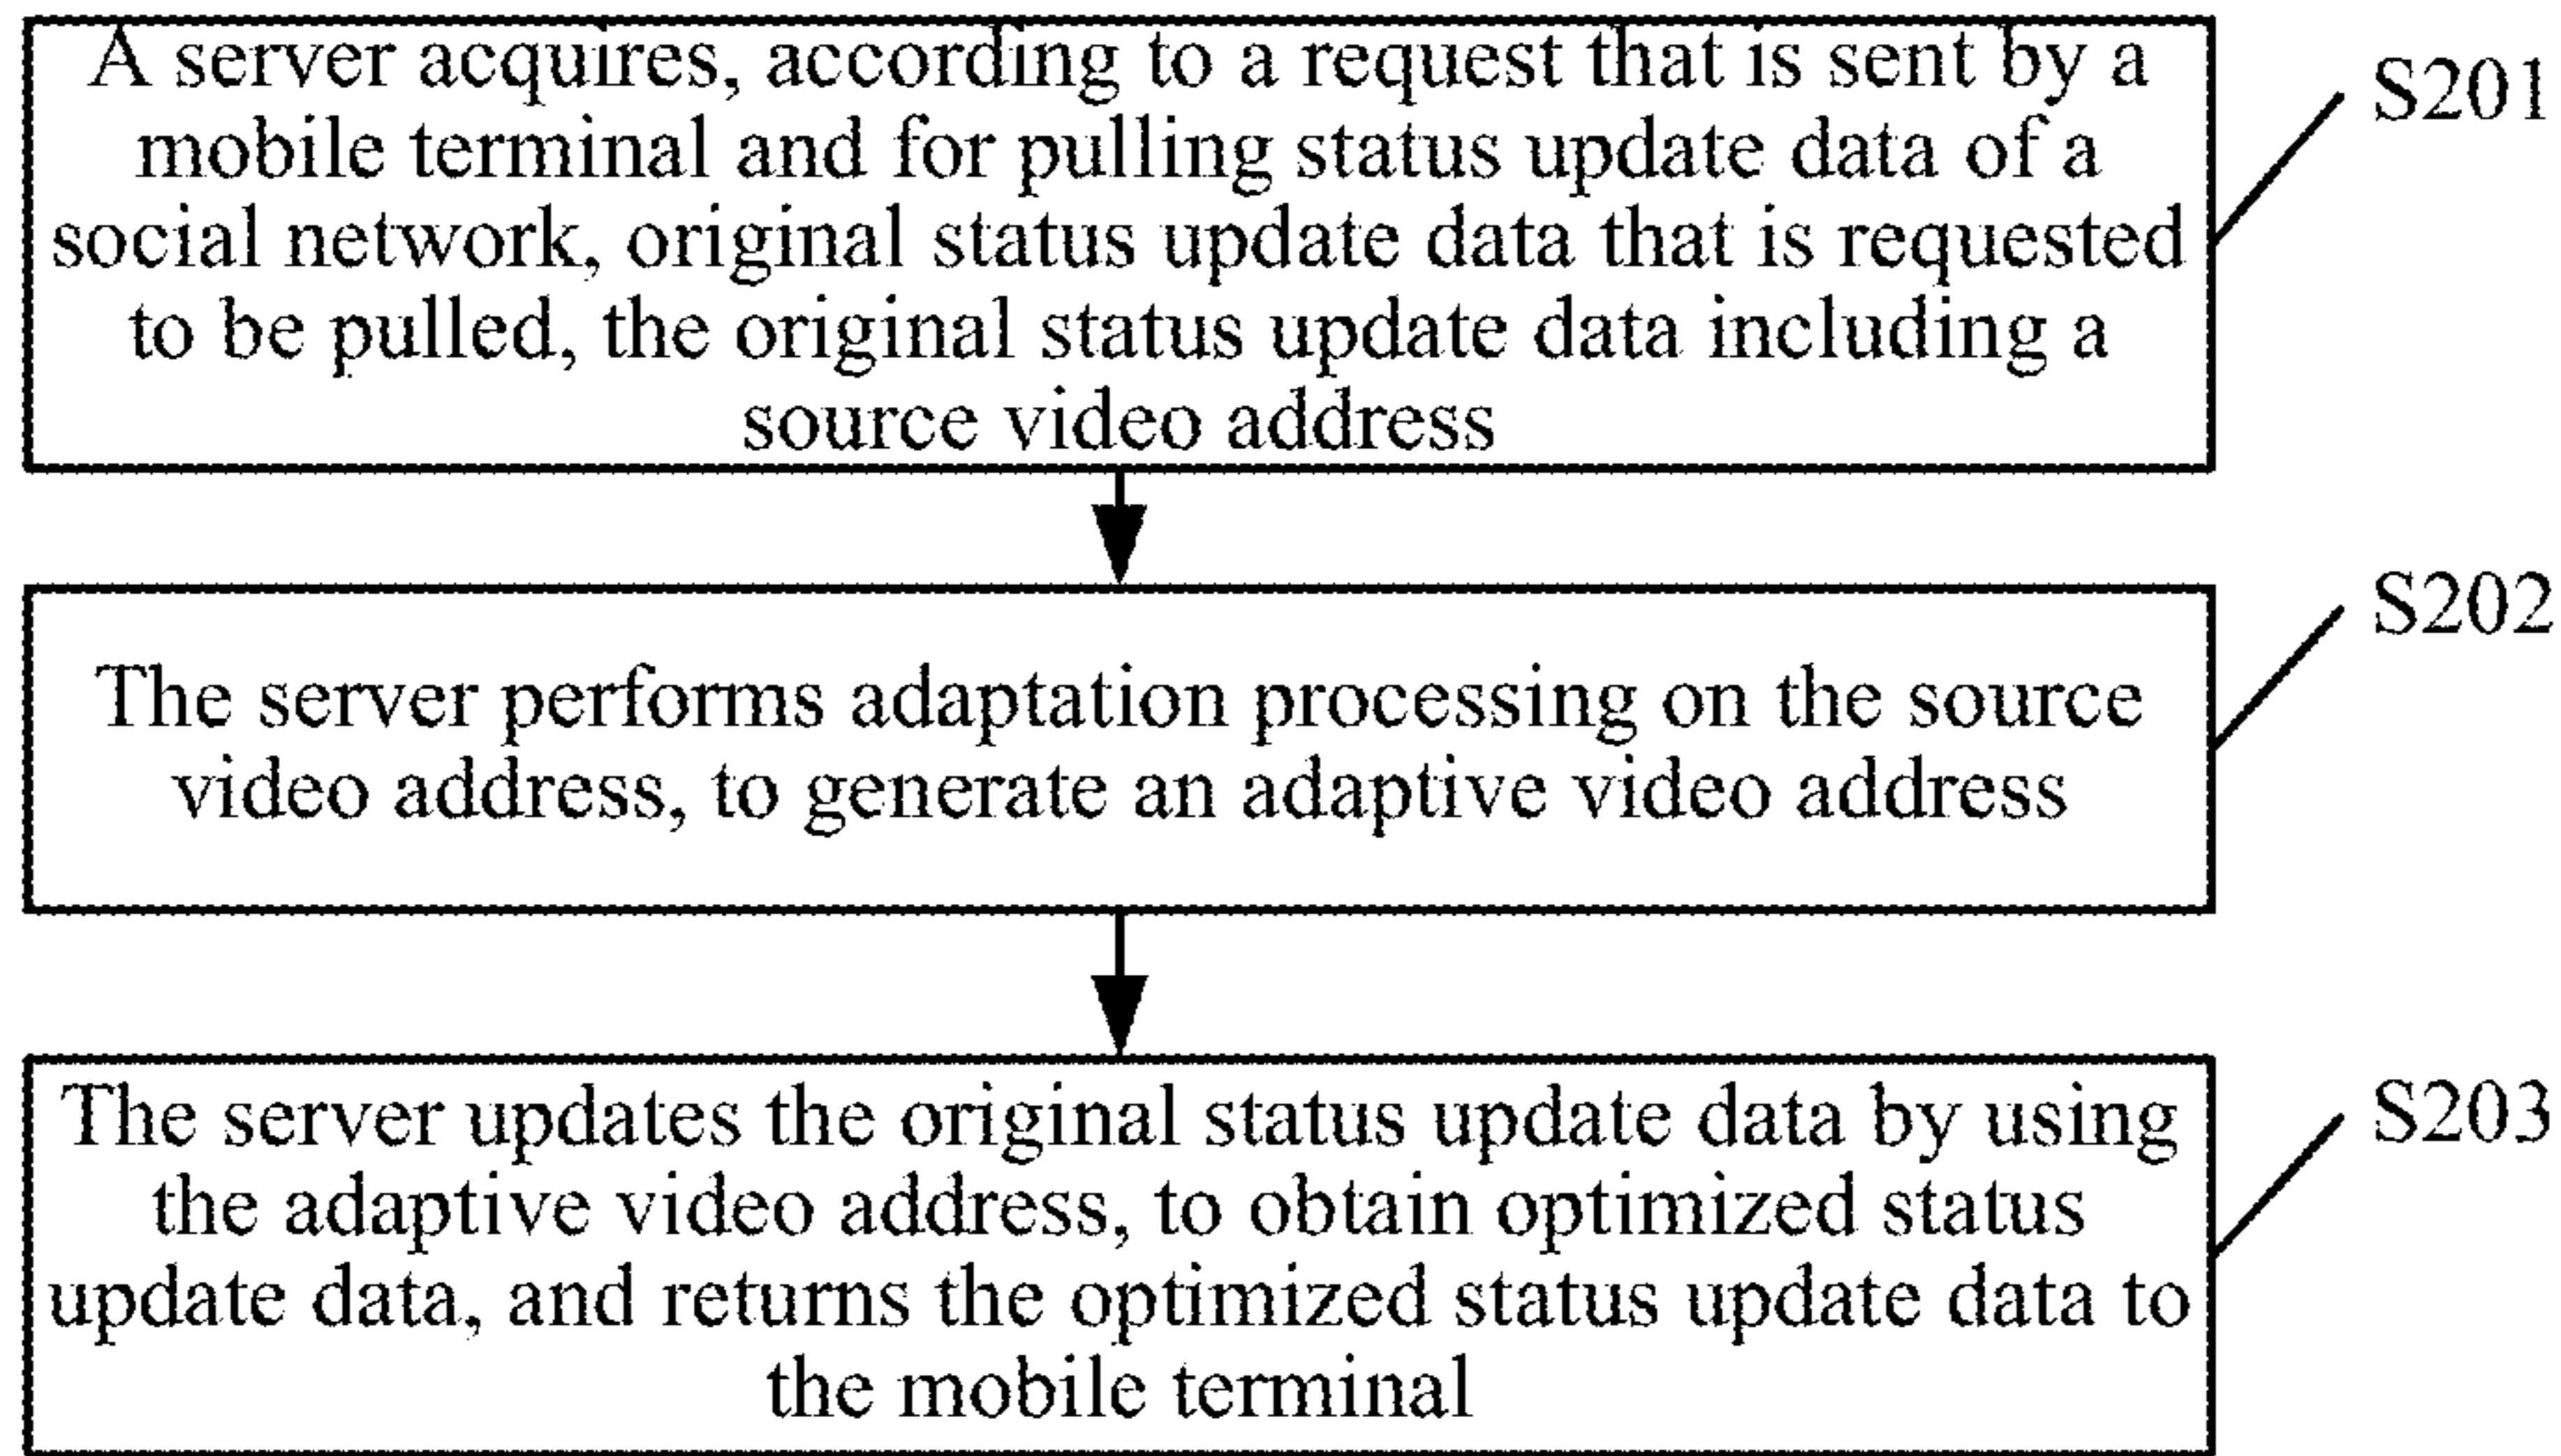 A server acquires, according to a request that is sent by a
mobile terminal and for pulling status update data of a
social network, original status update data that is requested
to be pulled, the original status update data including a
source video address
S201
The server performs adaptation processing on the source
video address, to generate an adaptive video address
S202
The server updates the original status update data by using
the adaptive video address, to obtain optimized status
update data, and returns the optimized status update data to
the mobile terminal
S203